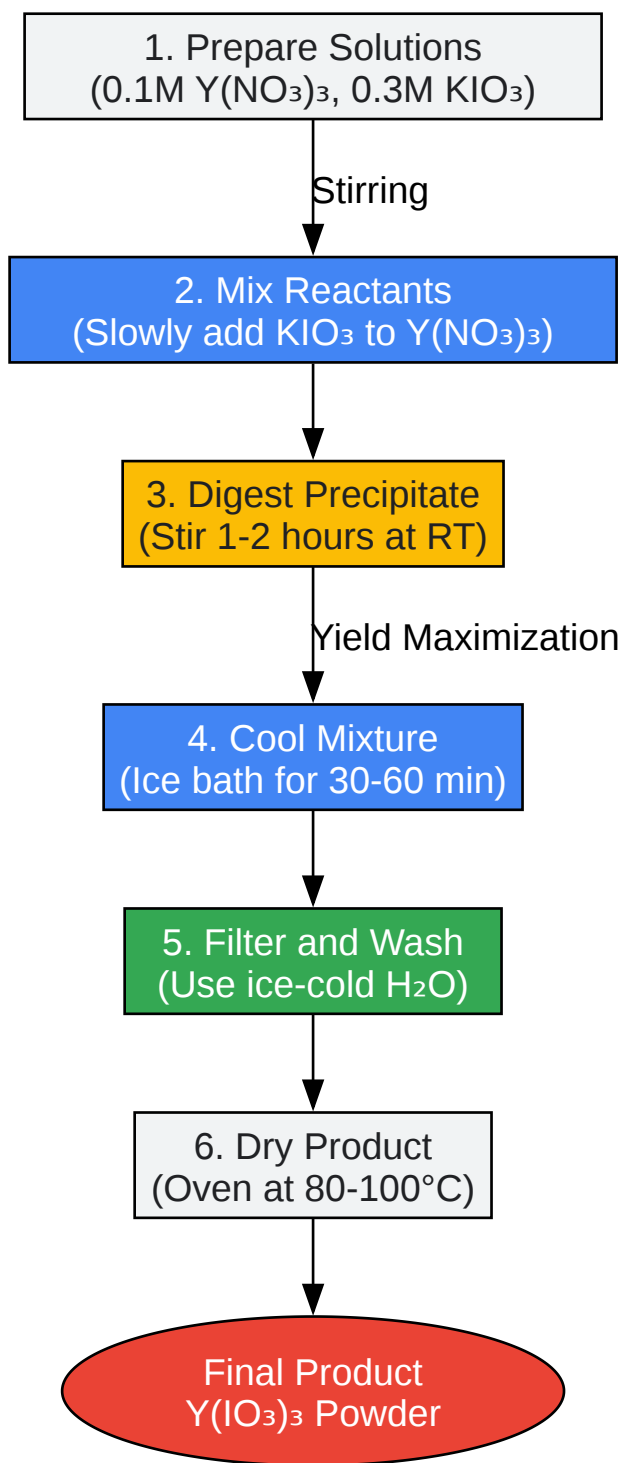 1. Prepare Solutions
(0.1M Y(NO₃)₃, 0.3M KIO₃)
Stirring
2. Mix Reactants
(Slowly add KIO₃ to Y(NO₃)₃)
3. Digest Precipitate
(Stir 1-2 hours at RT)
Yield Maximization
4. Cool Mixture
(Ice bath for 30-60 min)
5. Filter and Wash
(Use ice-cold H₂O)
6. Dry Product
(Oven at 80-100°C)
Final Product
Y(IO₃)₃ Powder